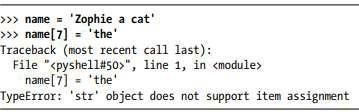 >>> name = 'Zophie a cat'
>>> name[7] = 'the'
Traceback (most recent call last):
  File "<pyshell#50>", line 1, in <module>
    name[7] = 'the'
TypeError: 'str' object does not support item assignment